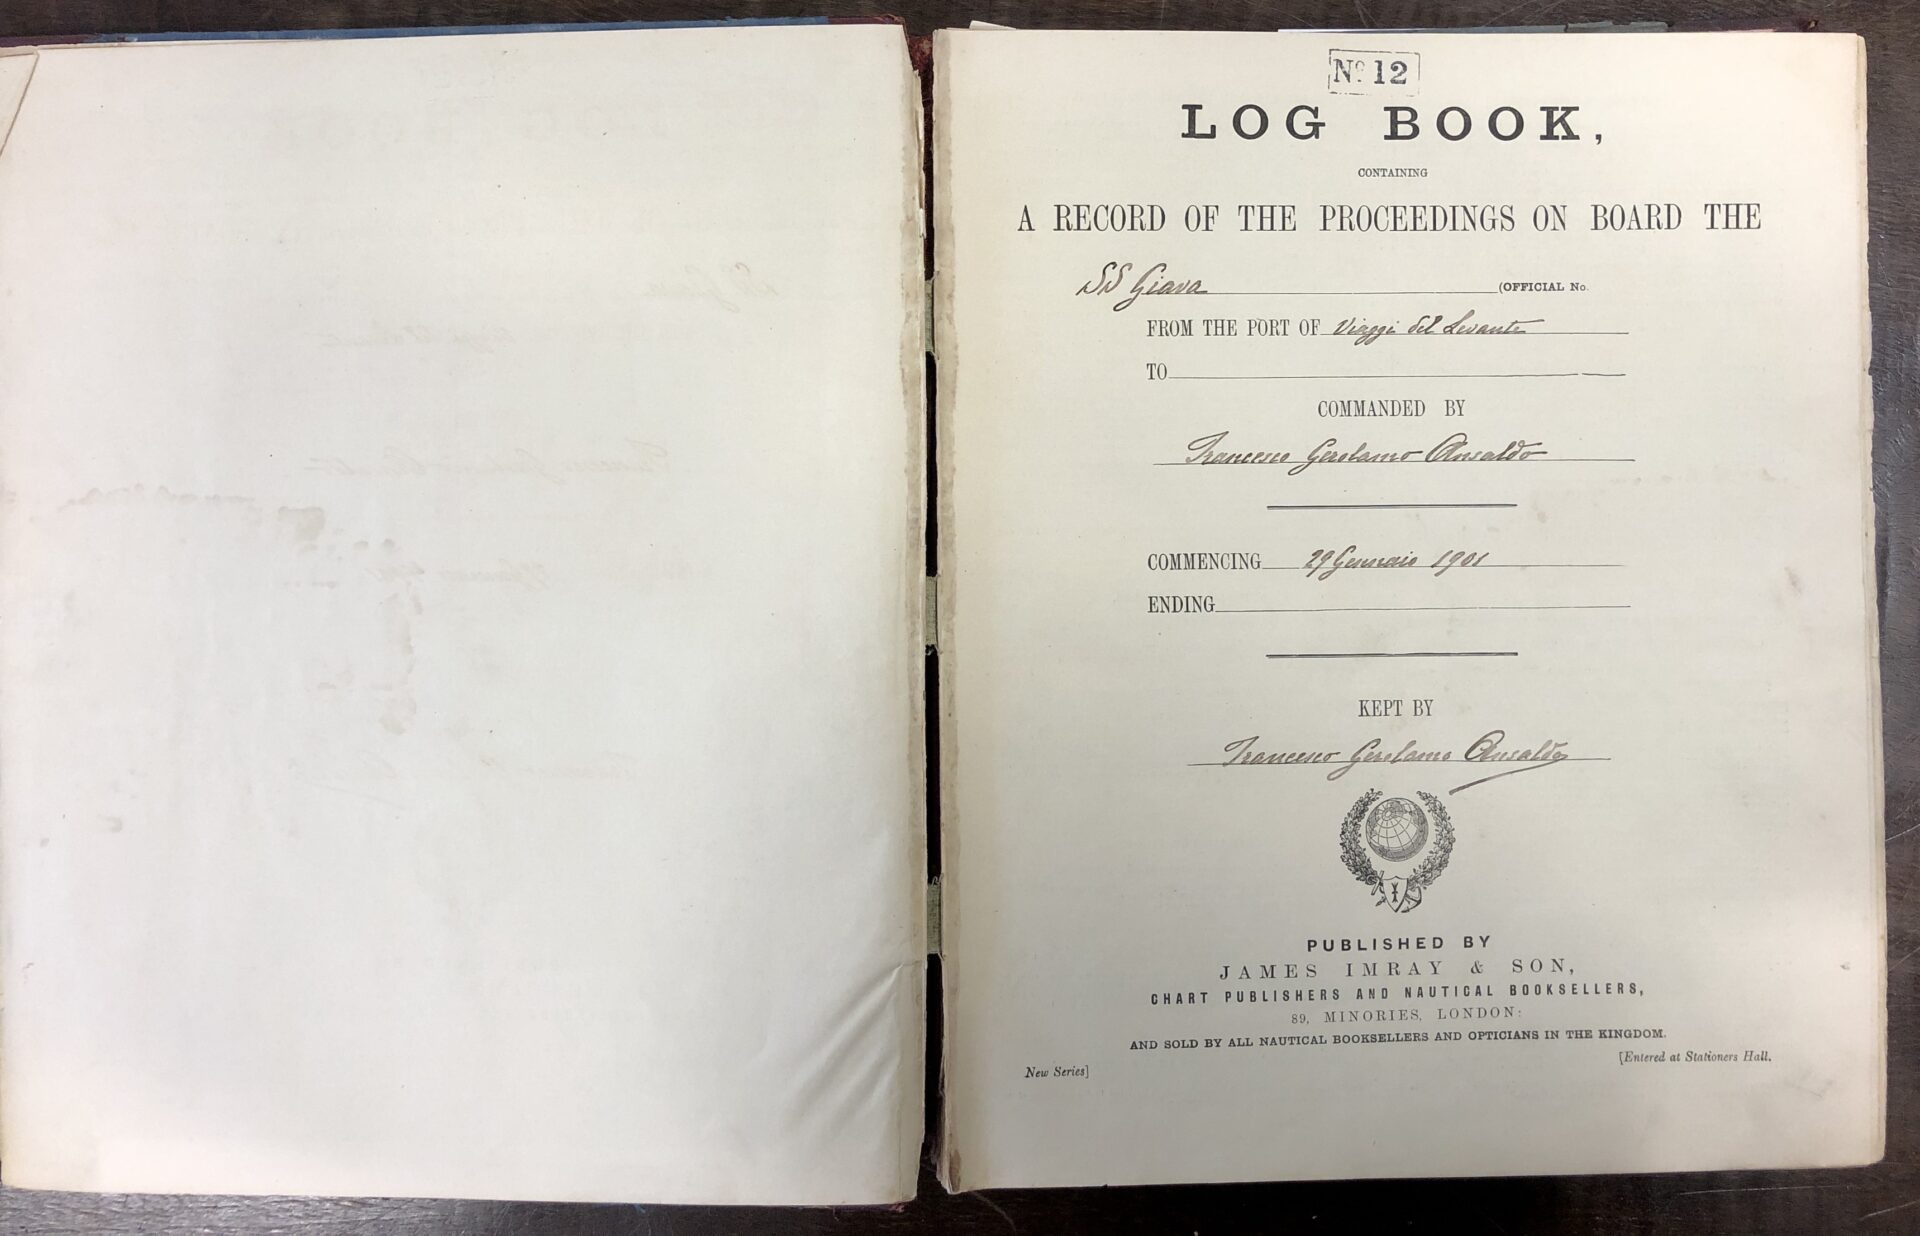 Nº 12
LOG BOOK,
CONTAINING
A RECORD OF THE PROCEEDINGS ON BOARD THE
SS Giava (OFFICIAL No.
FROM THE PORT OF Viaggi del Levante
TO
COMMANDED BY
Francesco Gerolamo Ansaldo
COMMENCING 29 Gennaio 1901
ENDING
KEPT BY
Francesco Gerolamo Ansaldo
PUBLISHED BY
JAMES IMRAY & SON,
CHART PUBLISHERS AND NAUTICAL BOOKSELLERS,
89, MINORIES, LONDON:
AND SOLD BY ALL NAUTICAL BOOKSELLERS AND OPTICIANS IN THE KINGDOM.
New Series] [Entered at Stationers Hall.